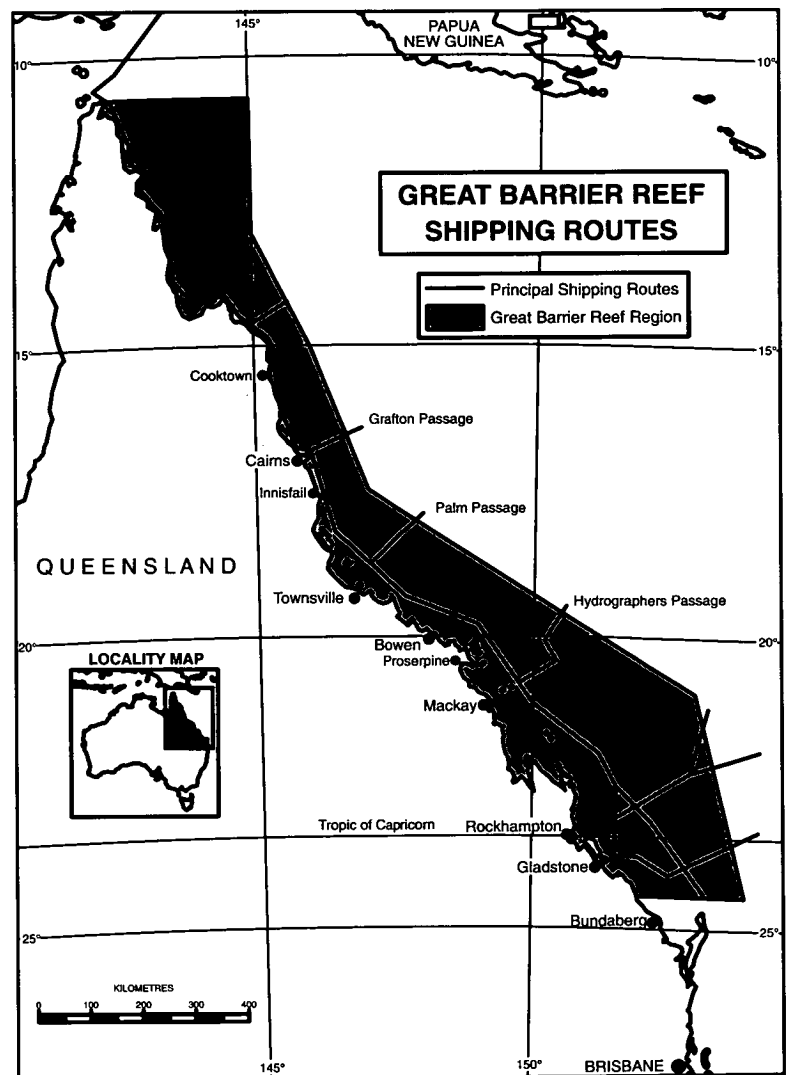 145°
PAPUA
NEW GUINEA
10°
10°
GREAT BARRIER REEF
SHIPPING ROUTES
Principal Shipping Routes
Great Barrier Reef Region
15°
15°
Cooktown
Grafton Passage
Cairns
Innisfail
Palm Passage
QUEENSLAND
Townsville
Hydrographers Passage
20°
20°
Bowen
Proserpine
LOCALITY MAP
Mackay
Tropic of Capricorn
Rockhampton
Gladstone
Bundaberg
25°
25°
KILOMETRES
0 100 200 300 400
145°
150°
BRISBANE